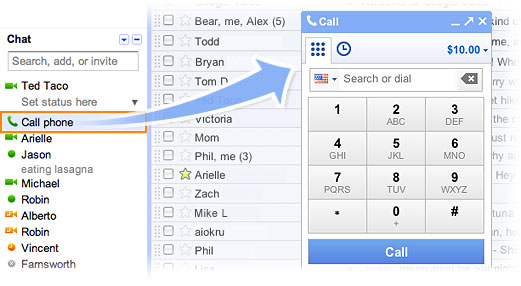 Chat
Search, add, or invite
Ted Taco
Set status here
Call phone
Arielle
Jason
eating lasagna
Michael
Robin
Alberto
Robin
Vincent
Farnsworth
Bear, me, Alex (5)
Todd
Bryan
Tom D
Ted Taco
Victoria
Mom
Phil, me (3)
Arielle
Zach
Mike L
aiokru
Phil
Lisa
Call
$10.00
Search or dial
1
2
3
ABC
DEF
4
5
6
GHI
JKL
MNO
7
8
9
PQRS
TUV
WXYZ
*
0
#
+
Call